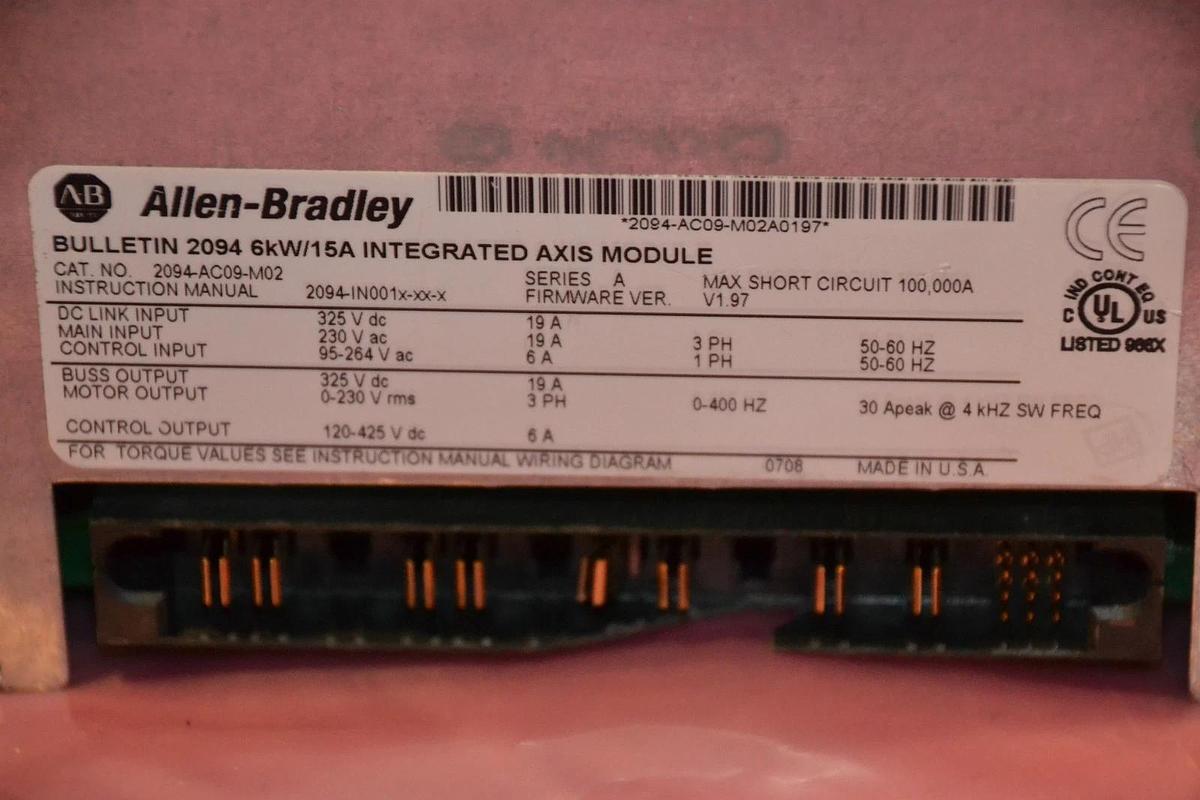 AB
Allen-Bradley
*2094-AC09-M02A0197*
CE
BULLETIN 2094 6kW/15A INTEGRATED AXIS MODULE
CAT. NO. 2094-AC09-M02 SERIES A MAX SHORT CIRCUIT 100,000A
INSTRUCTION MANUAL 2094-IN001x-xx-x FIRMWARE VER. V1.97
DC LINK INPUT 325 V dc 19 A
MAIN INPUT 230 V ac 19 A 3 PH 50-60 HZ
CONTROL INPUT 95-264 V ac 6 A 1 PH 50-60 HZ
IND CONT EQ
C UL US
LISTED 966X
BUSS OUTPUT 325 V dc 19 A
MOTOR OUTPUT 0-230 V rms 3 PH 0-400 HZ 30 Apeak @ 4 kHZ SW FREQ
CONTROL OUTPUT 120-425 V dc 6 A
FOR TORQUE VALUES SEE INSTRUCTION MANUAL WIRING DIAGRAM 0708 MADE IN U.S.A.